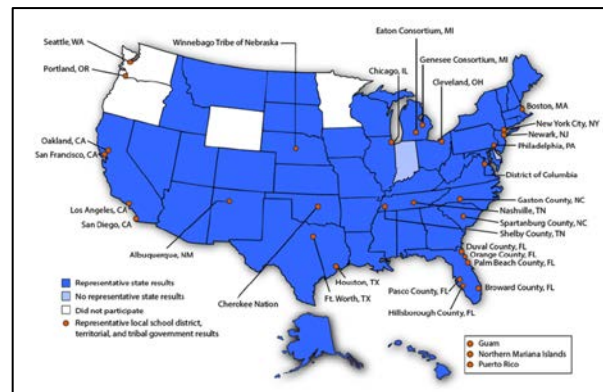 Eaton Consortium, MI
Seattle, WA
Winnebago Tribe of Nebraska
Genesee Consortium, MI
Portland, OR
Chicago, IL
Cleveland, OH
Boston, MA
New York City, NY
Newark, NJ
Philadelphia, PA
Oakland, CA
San Francisco, CA
District of Columbia
Los Angeles, CA
San Diego, CA
Gaston County, NC
Nashville, TN
Spartanburg County, NC
Shelby County, TN
Albuquerque, NM
Duval County, FL
Orange County, FL
Palm Beach County, FL
Houston, TX
Pasco County, FL
Broward County, FL
Cherokee Nation
Ft. Worth, TX
Hillsborough County, FL
Representative state results
No representative state results
Did not participate
Representative local school district,
territorial, and tribal government results
Guam
Northern Mariana Islands
Puerto Rico